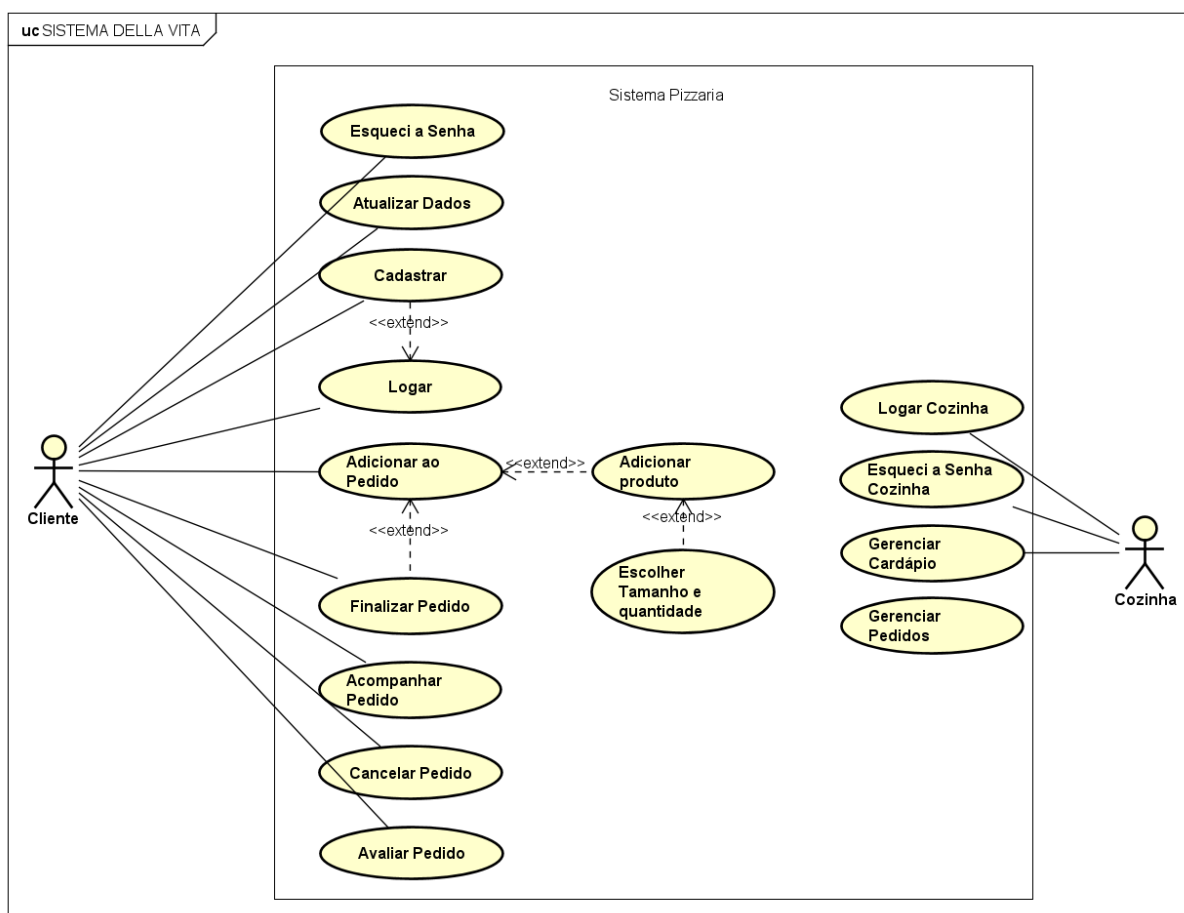 uc SISTEMA DELLA VITA
Sistema Pizzaria
Esqueci a Senha
Atualizar Dados
Cadastrar
<<extend>>
Logar
Adicionar ao
Pedido
<<extend>>
Adicionar
produto
<<extend>>
<<extend>>
Escolher
Tamanho e
quantidade
Finalizar Pedido
Acompanhar
Pedido
Cancelar Pedido
Avaliar Pedido
Cliente
Logar Cozinha
Esqueci a Senha
Cozinha
Gerenciar
Cardápio
Gerenciar
Pedidos
Cozinha